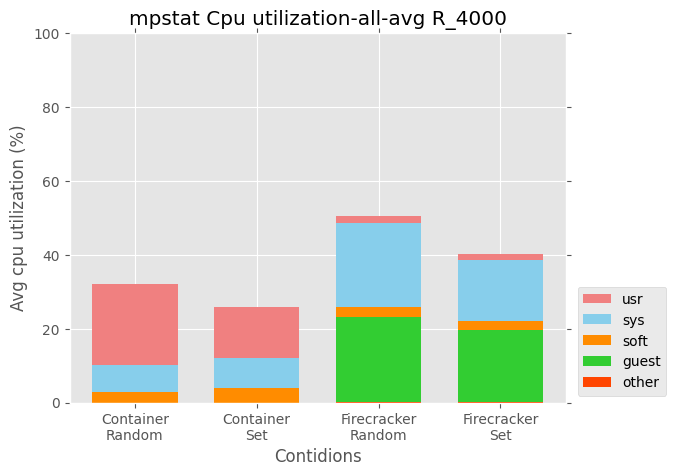 mpstat Cpu utilization-all-avg R_4000
Avg cpu utilization (%)
100
80
60
40
20
0
Container
Random
Container
Set
Firecracker
Random
Firecracker
Set
Contidions
usr
sys
soft
guest
other